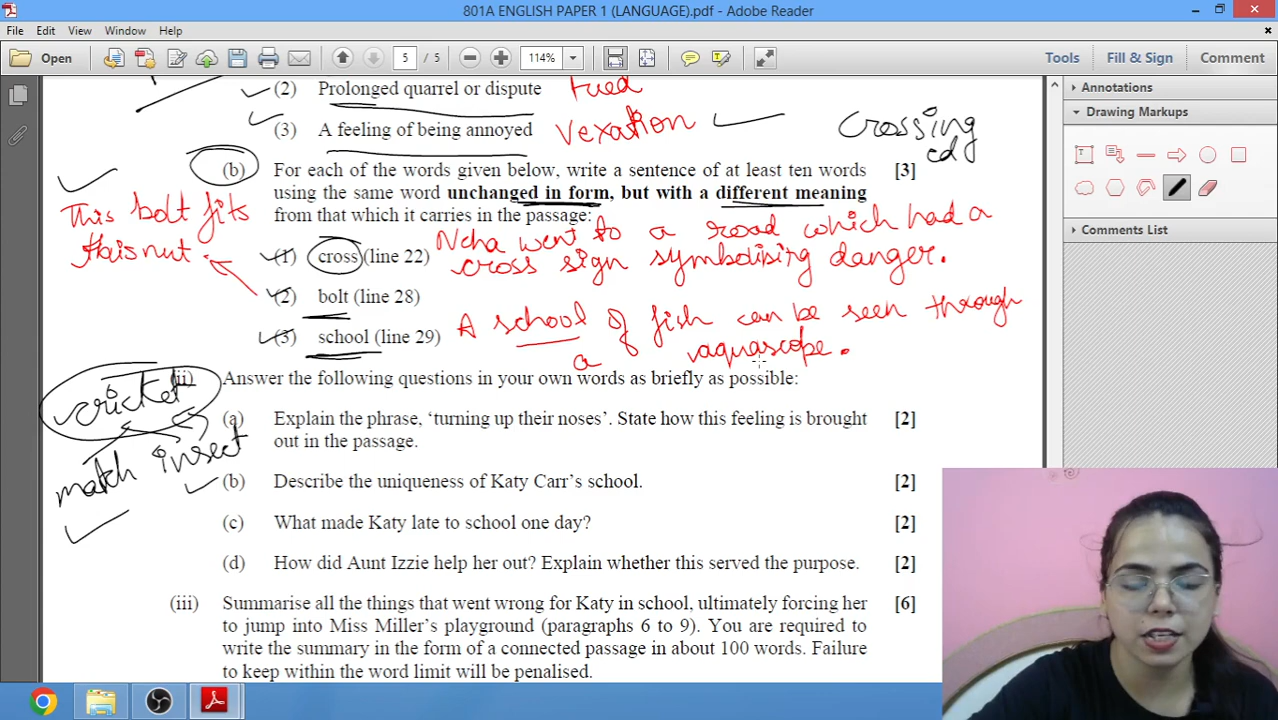 801A ENGLISH PAPER 1 (LANGUAGE).pdf - Adobe Reader
File Edit View Window Help
Open 5 / 5 114% Tools Fill & Sign Comment
Annotations
Drawing Markups
Comments List
(2) Prolonged quarrel or dispute
(3) A feeling of being annoyed vexation
crossing
(b) For each of the words given below, write a sentence of at least ten words [3]
using the same word unchanged in form, but with a different meaning
from that which it carries in the passage:
This bolt fits
this nut.
(1) cross (line 22) Neha went to a road which had a
cross sign symbolising danger.
(2) bolt (line 28)
(3) school (line 29) A school of fish can be seen through
a aquascope.
cricket
match insect
(ii) Answer the following questions in your own words as briefly as possible:
(a) Explain the phrase, ‘turning up their noses’. State how this feeling is brought [2]
out in the passage.
(b) Describe the uniqueness of Katy Carr’s school. [2]
(c) What made Katy late to school one day? [2]
(d) How did Aunt Izzie help her out? Explain whether this served the purpose. [2]
(iii) Summarise all the things that went wrong for Katy in school, ultimately forcing her [6]
to jump into Miss Miller’s playground (paragraphs 6 to 9). You are required to
write the summary in the form of a connected passage in about 100 words. Failure
to keep within the word limit will be penalised.